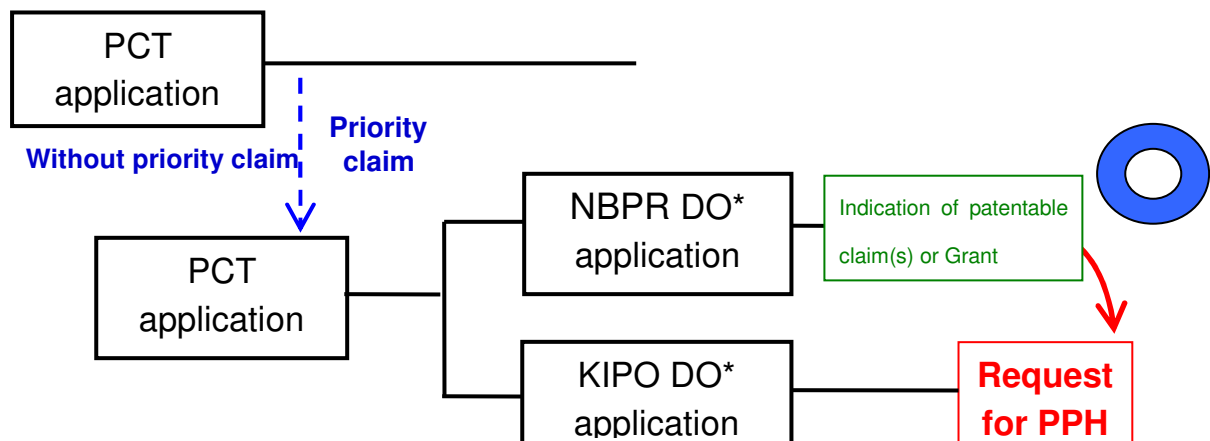 PCT
application
Without priority claim
Priority
claim
PCT
application
NBPR DO*
application
Indication of patentable
claim(s) or Grant
KIPO DO*
application
Request
for PPH